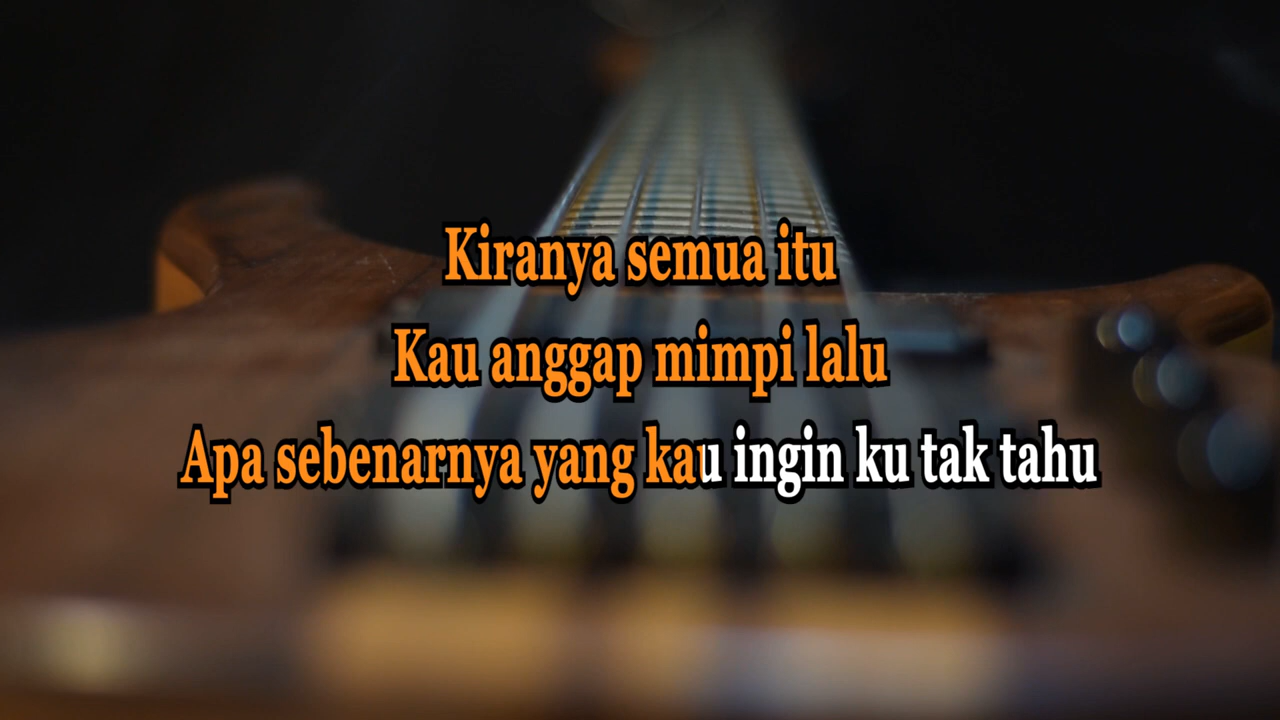 Kiranya semua itu
Kau anggap mimpi lalu
Apa sebenarnya yang kau ingin ku tak tahu